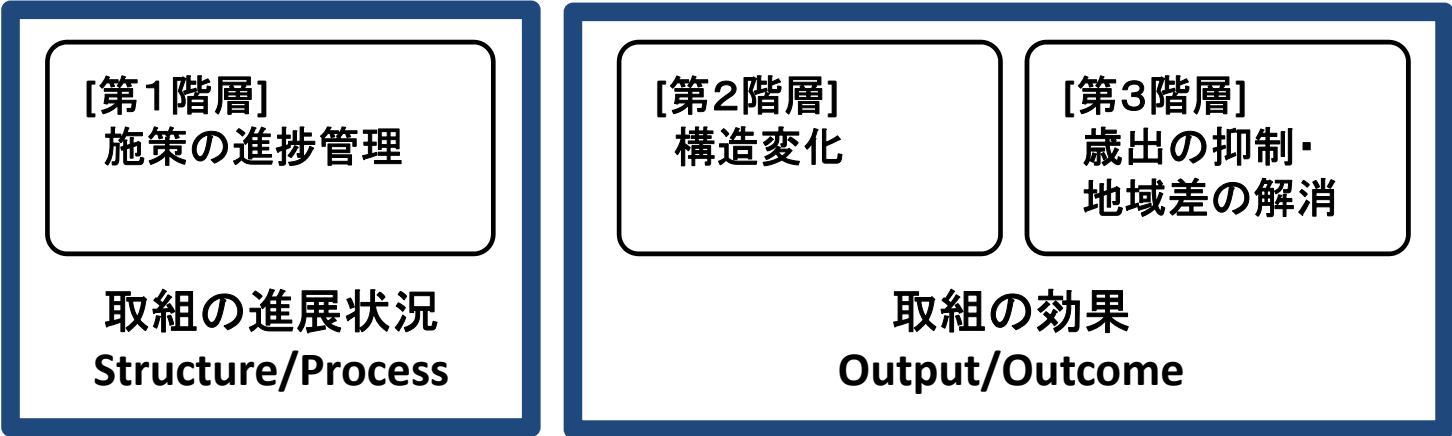 [第1階層]
施策の進捗管理
取組の進展状況
Structure/Process
[第2階層]
構造変化
[第3階層]
歳出の抑制・
地域差の解消
取組の効果
Output/Outcome